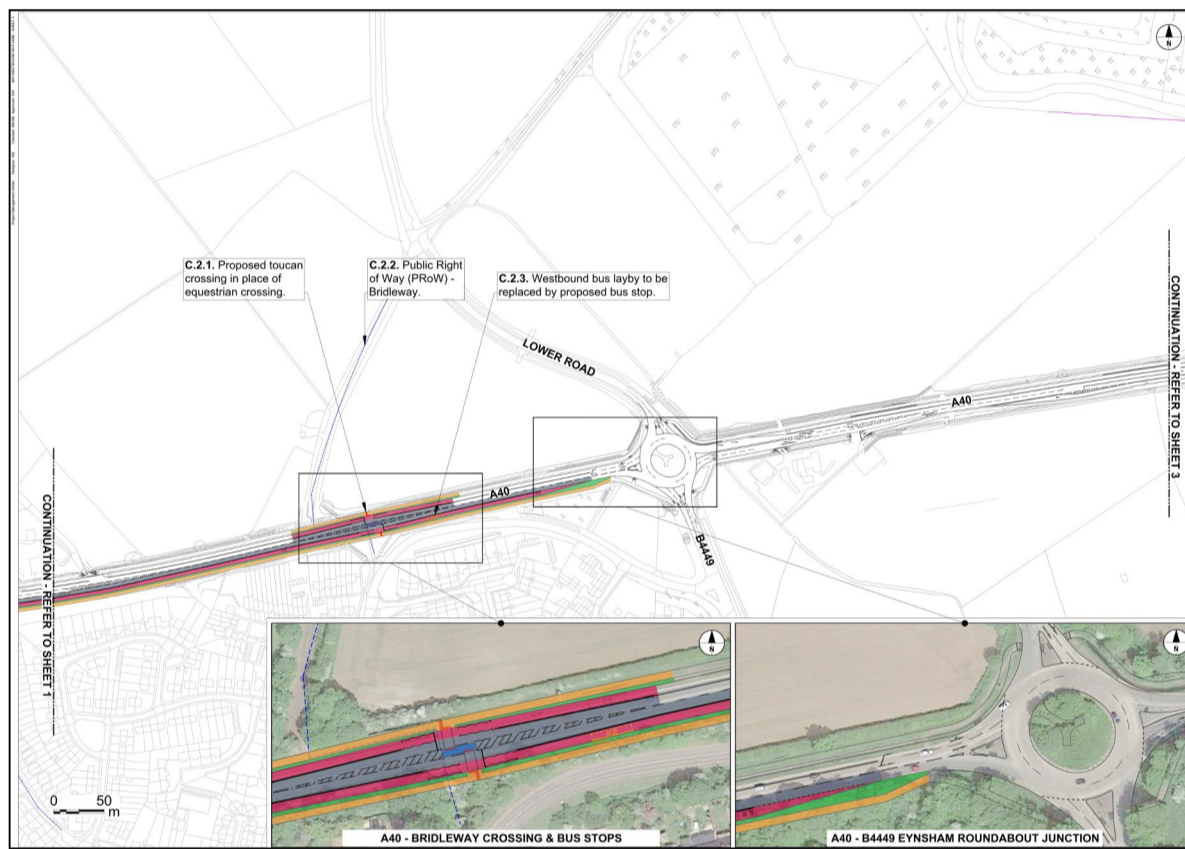 N
C.2.1. Proposed toucan
crossing in place of
equestrian crossing.
C.2.2. Public Right
of Way (PRoW) -
Bridleway.
C.2.3. Westbound bus layby to be
replaced by proposed bus stop.
LOWER ROAD
A40
A40
B4449
CONTINUATION - REFER TO SHEET 3
CONTINUATION - REFER TO SHEET 1
0 50
m
N
A40 - BRIDLEWAY CROSSING & BUS STOPS
N
A40 - B4449 EYNSHAM ROUNDABOUT JUNCTION